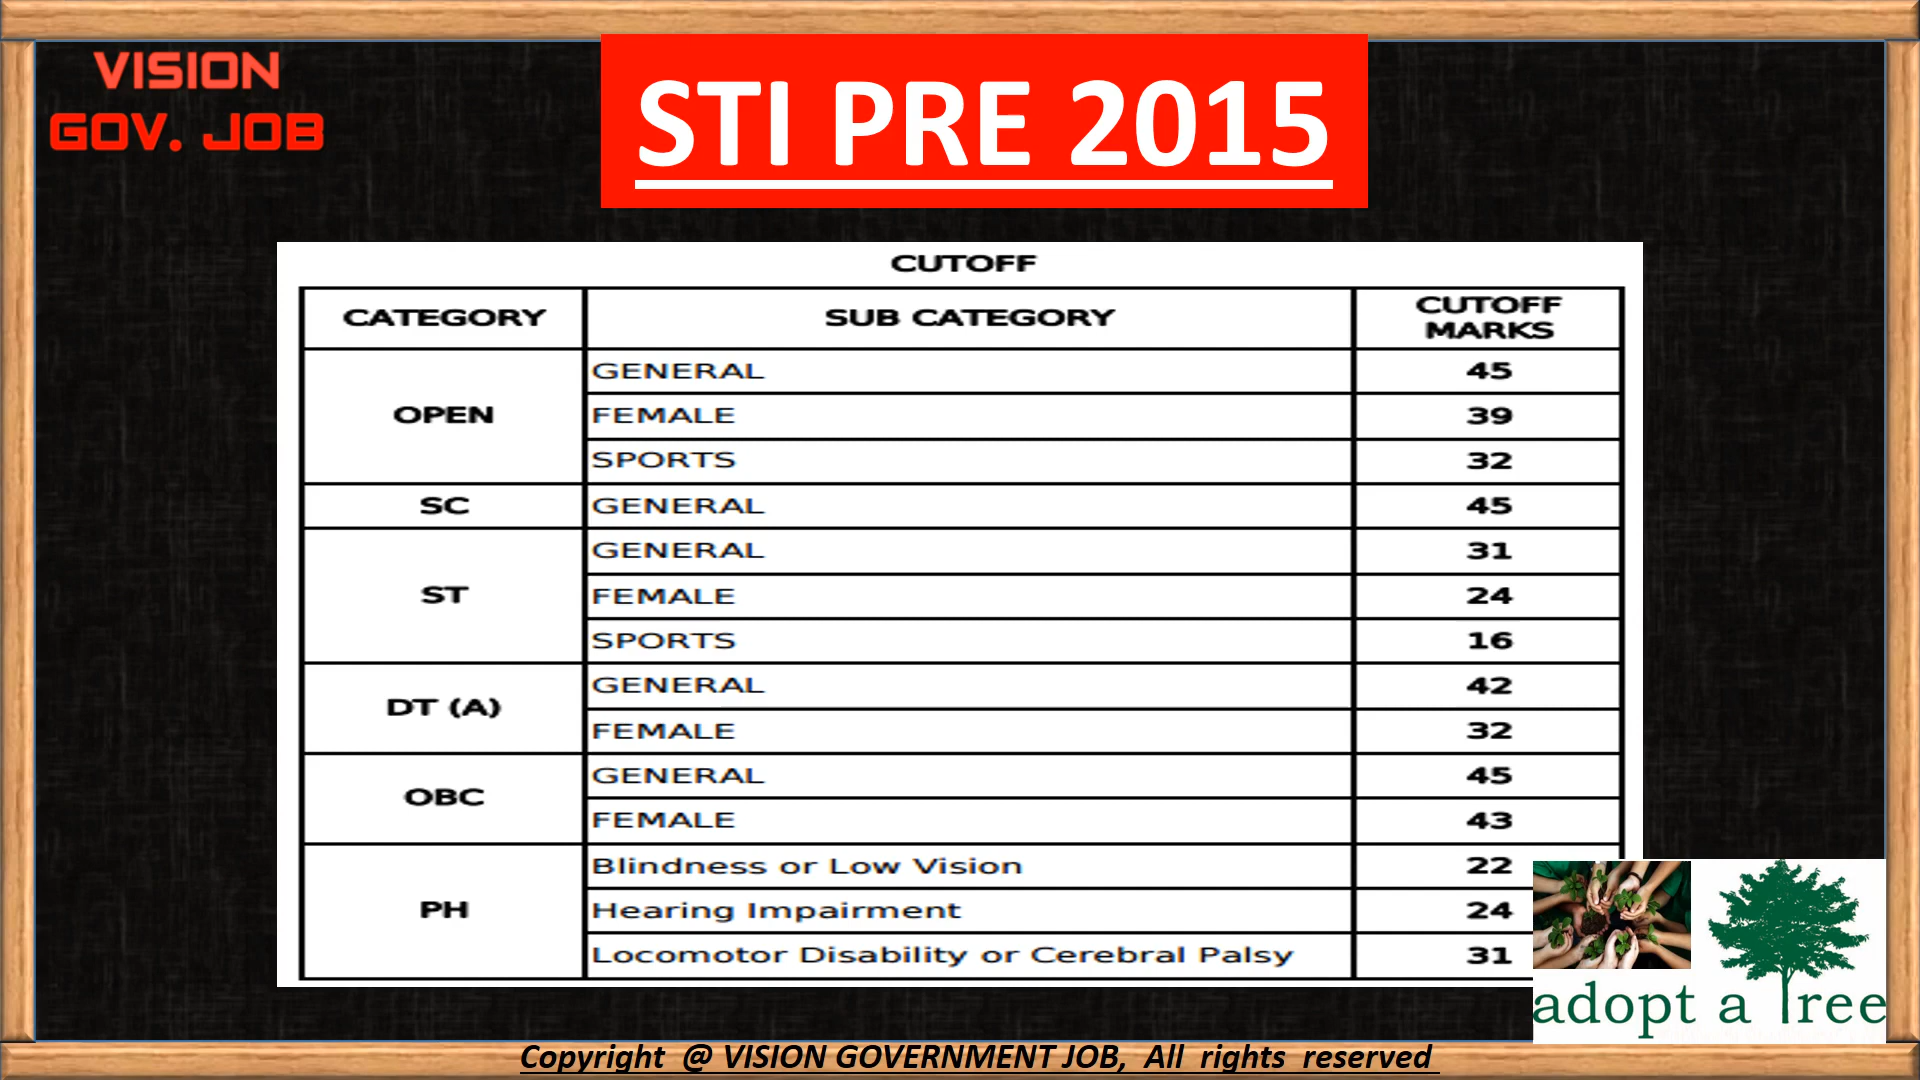 VISION
GOV. JOB
STI PRE 2015
CUTOFF
CATEGORY SUB CATEGORY CUTOFF MARKS
OPEN GENERAL 45
FEMALE 39
SPORTS 32
SC GENERAL 45
ST GENERAL 31
FEMALE 24
SPORTS 16
DT (A) GENERAL 42
FEMALE 32
OBC GENERAL 45
FEMALE 43
PH Blindness or Low Vision 22
Hearing Impairment 24
Locomotor Disability or Cerebral Palsy 31
adopt a Tree
Copyright @ VISION GOVERNMENT JOB, All rights reserved